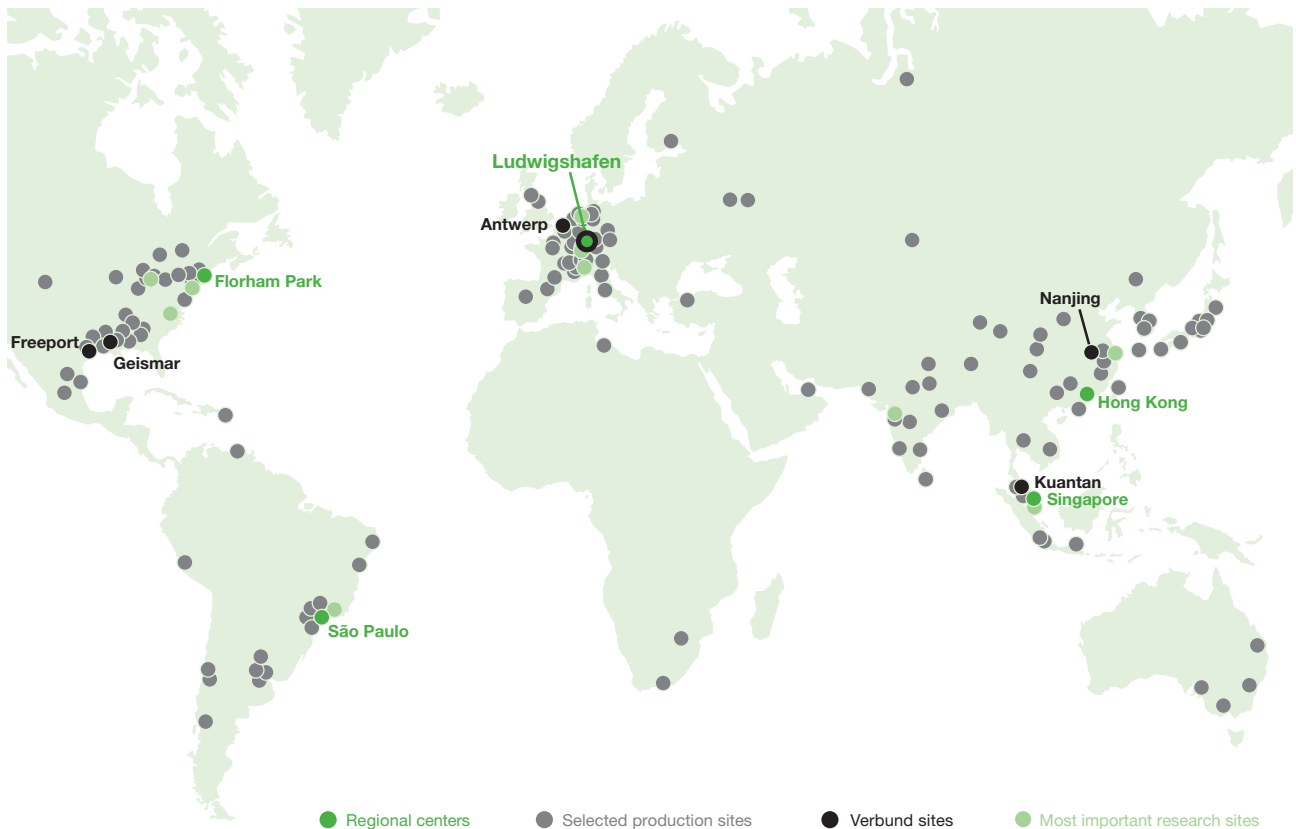 Ludwigshafen
Antwerp
Florham Park
Nanjing
Freeport
Geismar
Hong Kong
Kuantan
Singapore
São Paulo
Regional centers
Selected production sites
Verbund sites
Most important research sites